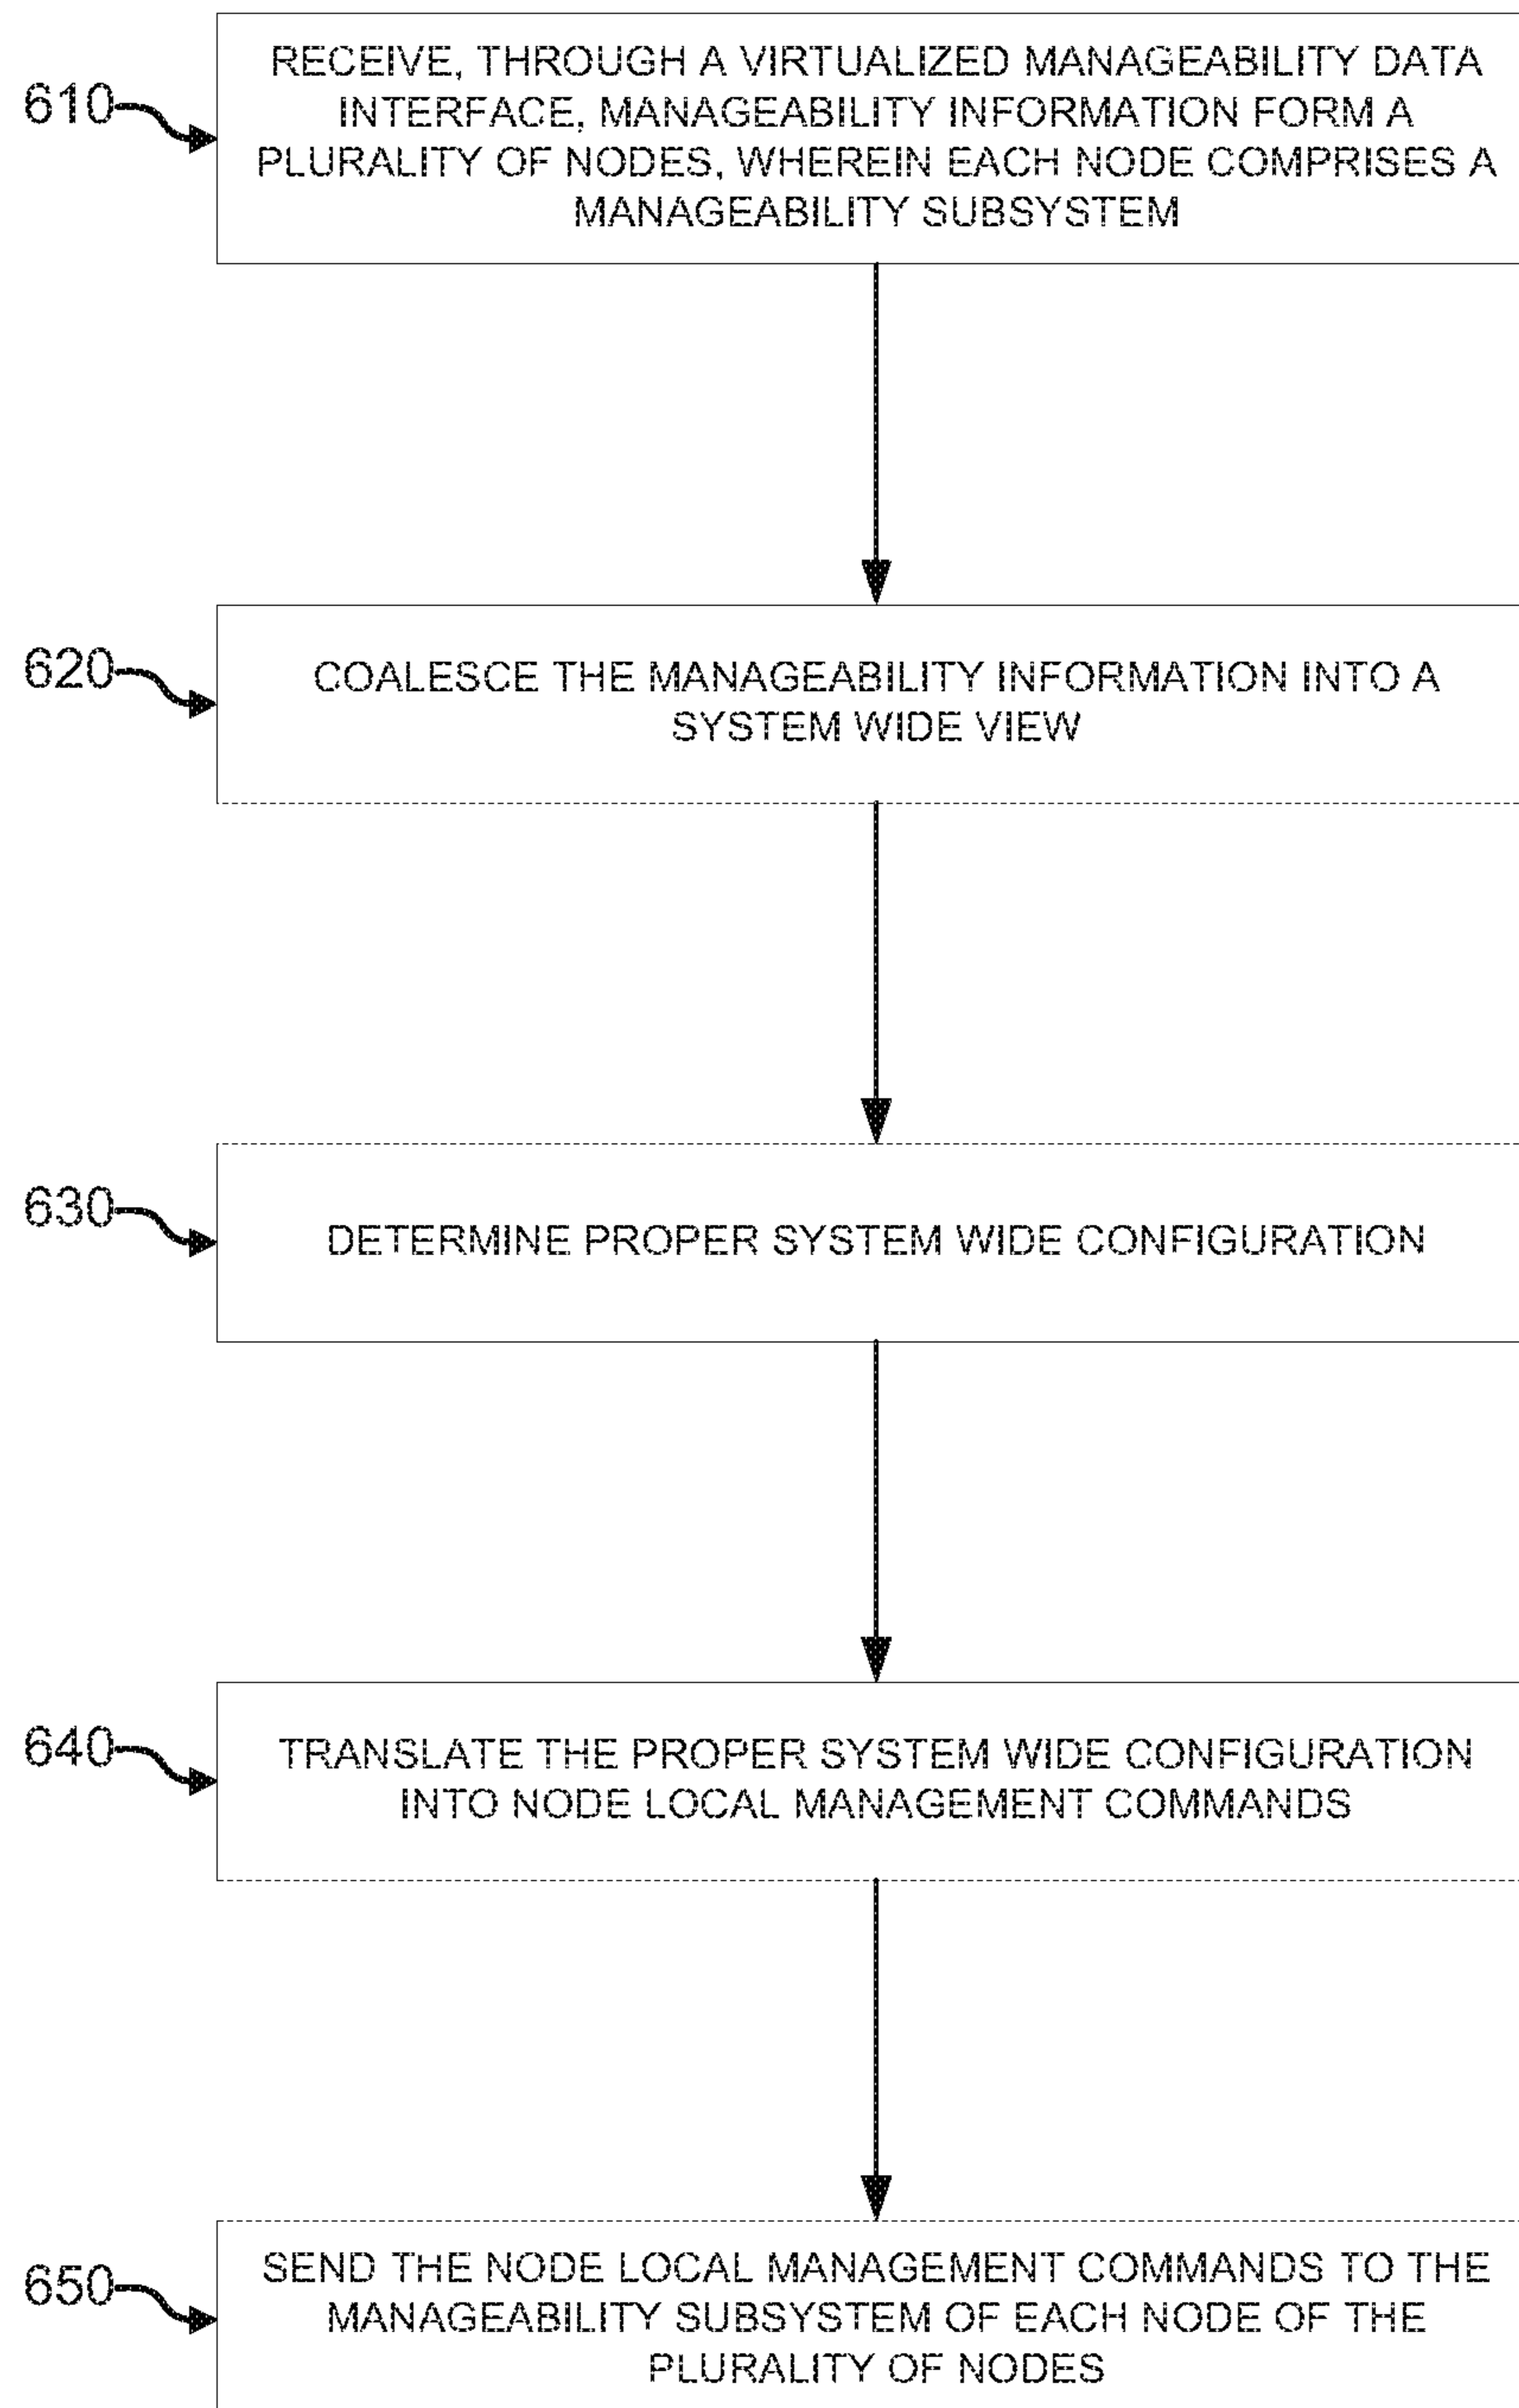 610
RECEIVE, THROUGH A VIRTUALIZED MANAGEABILITY DATA
INTERFACE, MANAGEABILITY INFORMATION FORM A
PLURALITY OF NODES, WHEREIN EACH NODE COMPRISES A
MANAGEABILITY SUBSYSTEM
620
COALESCE THE MANAGEABILITY INFORMATION INTO A
SYSTEM WIDE VIEW
630
DETERMINE PROPER SYSTEM WIDE CONFIGURATION
640
TRANSLATE THE PROPER SYSTEM WIDE CONFIGURATION
INTO NODE LOCAL MANAGEMENT COMMANDS
650
SEND THE NODE LOCAL MANAGEMENT COMMANDS TO THE
MANAGEABILITY SUBSYSTEM OF EACH NODE OF THE
PLURALITY OF NODES